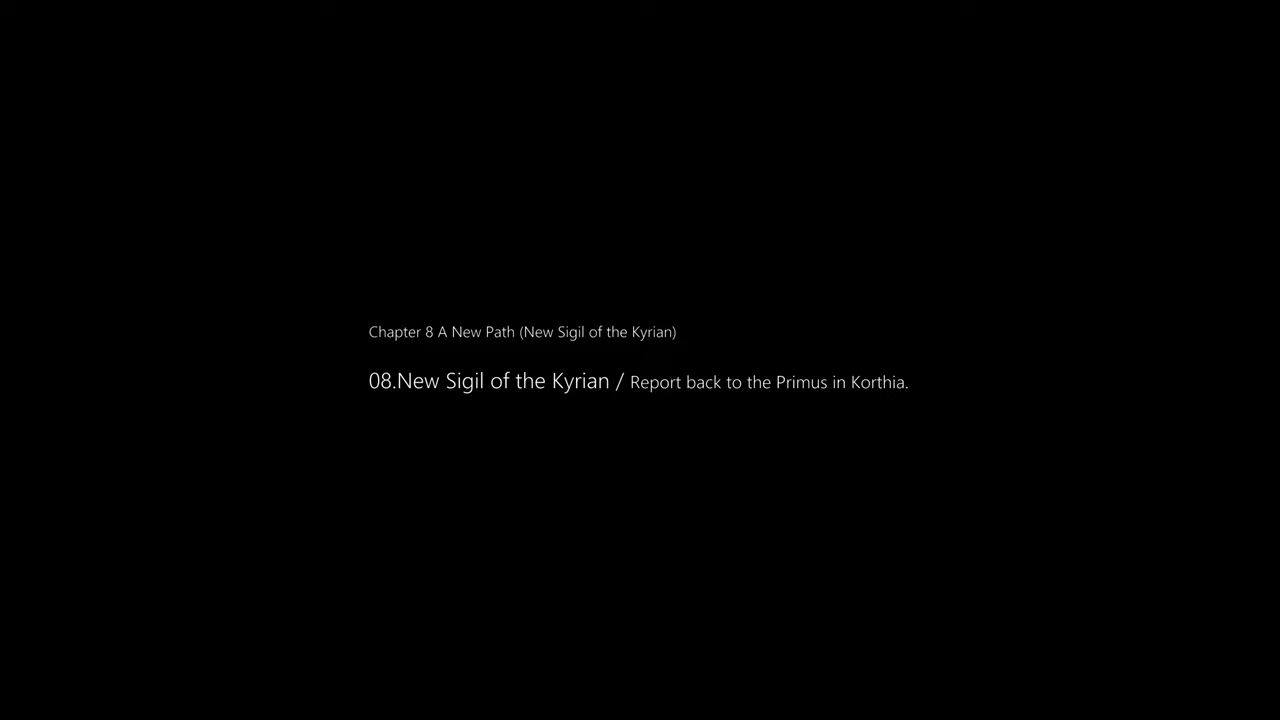 Chapter 8 A New Path (New Sigil of the Kyrian)
08.New Sigil of the Kyrian / Report back to the Primus in Korthia.